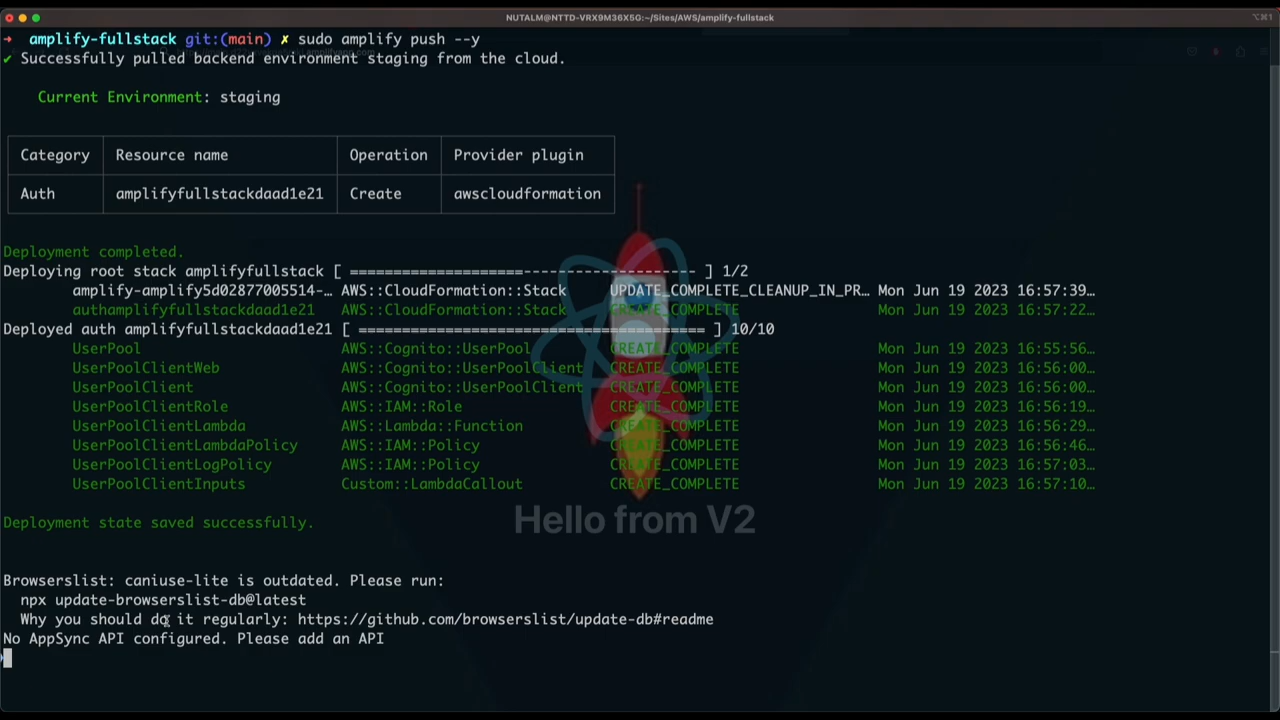 NUTALM@NTTD-VRX9M36X5G:~/Sites/AWS/amplify-fullstack
⌥⌘1
➜ amplify-fullstack git:(main) ✗ sudo amplify push --y
✔ Successfully pulled backend environment staging from the cloud.
Current Environment: staging
Category Resource name Operation Provider plugin
Auth amplifyfullstackdaad1e21 Create awscloudformation
Deployment completed.
Deploying root stack amplifyfullstack [ ====================-------------------- ] 1/2
amplify-amplify5d02877005514-… AWS::CloudFormation::Stack UPDATE_COMPLETE_CLEANUP_IN_PR… Mon Jun 19 2023 16:57:39…
authamplifyfullstackdaad1e21 AWS::CloudFormation::Stack CREATE_COMPLETE Mon Jun 19 2023 16:57:22…
Deployed auth amplifyfullstackdaad1e21 [ ======================================== ] 10/10
UserPool AWS::Cognito::UserPool CREATE_COMPLETE Mon Jun 19 2023 16:55:56…
UserPoolClientWeb AWS::Cognito::UserPoolClient CREATE_COMPLETE Mon Jun 19 2023 16:56:00…
UserPoolClient AWS::Cognito::UserPoolClient CREATE_COMPLETE Mon Jun 19 2023 16:56:00…
UserPoolClientRole AWS::IAM::Role CREATE_COMPLETE Mon Jun 19 2023 16:56:19…
UserPoolClientLambda AWS::Lambda::Function CREATE_COMPLETE Mon Jun 19 2023 16:56:29…
UserPoolClientLambdaPolicy AWS::IAM::Policy CREATE_COMPLETE Mon Jun 19 2023 16:56:46…
UserPoolClientLogPolicy AWS::IAM::Policy CREATE_COMPLETE Mon Jun 19 2023 16:57:03…
UserPoolClientInputs Custom::LambdaCallout CREATE_COMPLETE Mon Jun 19 2023 16:57:10…
Hello from V2
Deployment state saved successfully.
Browserslist: caniuse-lite is outdated. Please run:
npx update-browserslist-db@latest
Why you should do it regularly: https://github.com/browserslist/update-db#readme
No AppSync API configured. Please add an API